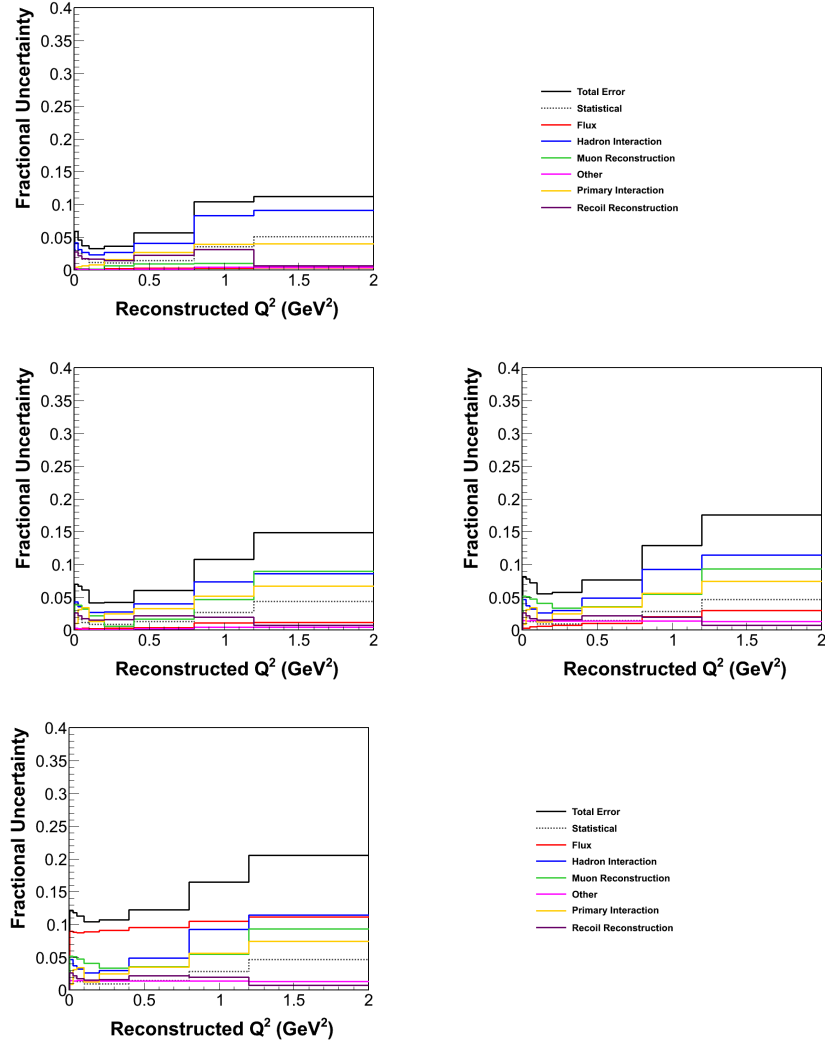 Fractional Uncertainty
0.4
0.35
0.3
0.25
0.2
0.15
0.1
0.05
0
0 0.5 1 1.5 2
Reconstructed Q² (GeV²)
Total Error
Statistical
Flux
Hadron Interaction
Muon Reconstruction
Other
Primary Interaction
Recoil Reconstruction
Fractional Uncertainty
0.4
0.35
0.3
0.25
0.2
0.15
0.1
0.05
0
0 0.5 1 1.5 2
Reconstructed Q² (GeV²)
Fractional Uncertainty
0.4
0.35
0.3
0.25
0.2
0.15
0.1
0.05
0
0 0.5 1 1.5 2
Reconstructed Q² (GeV²)
Fractional Uncertainty
0.4
0.35
0.3
0.25
0.2
0.15
0.1
0.05
0
0 0.5 1 1.5 2
Reconstructed Q² (GeV²)
Total Error
Statistical
Flux
Hadron Interaction
Muon Reconstruction
Other
Primary Interaction
Recoil Reconstruction